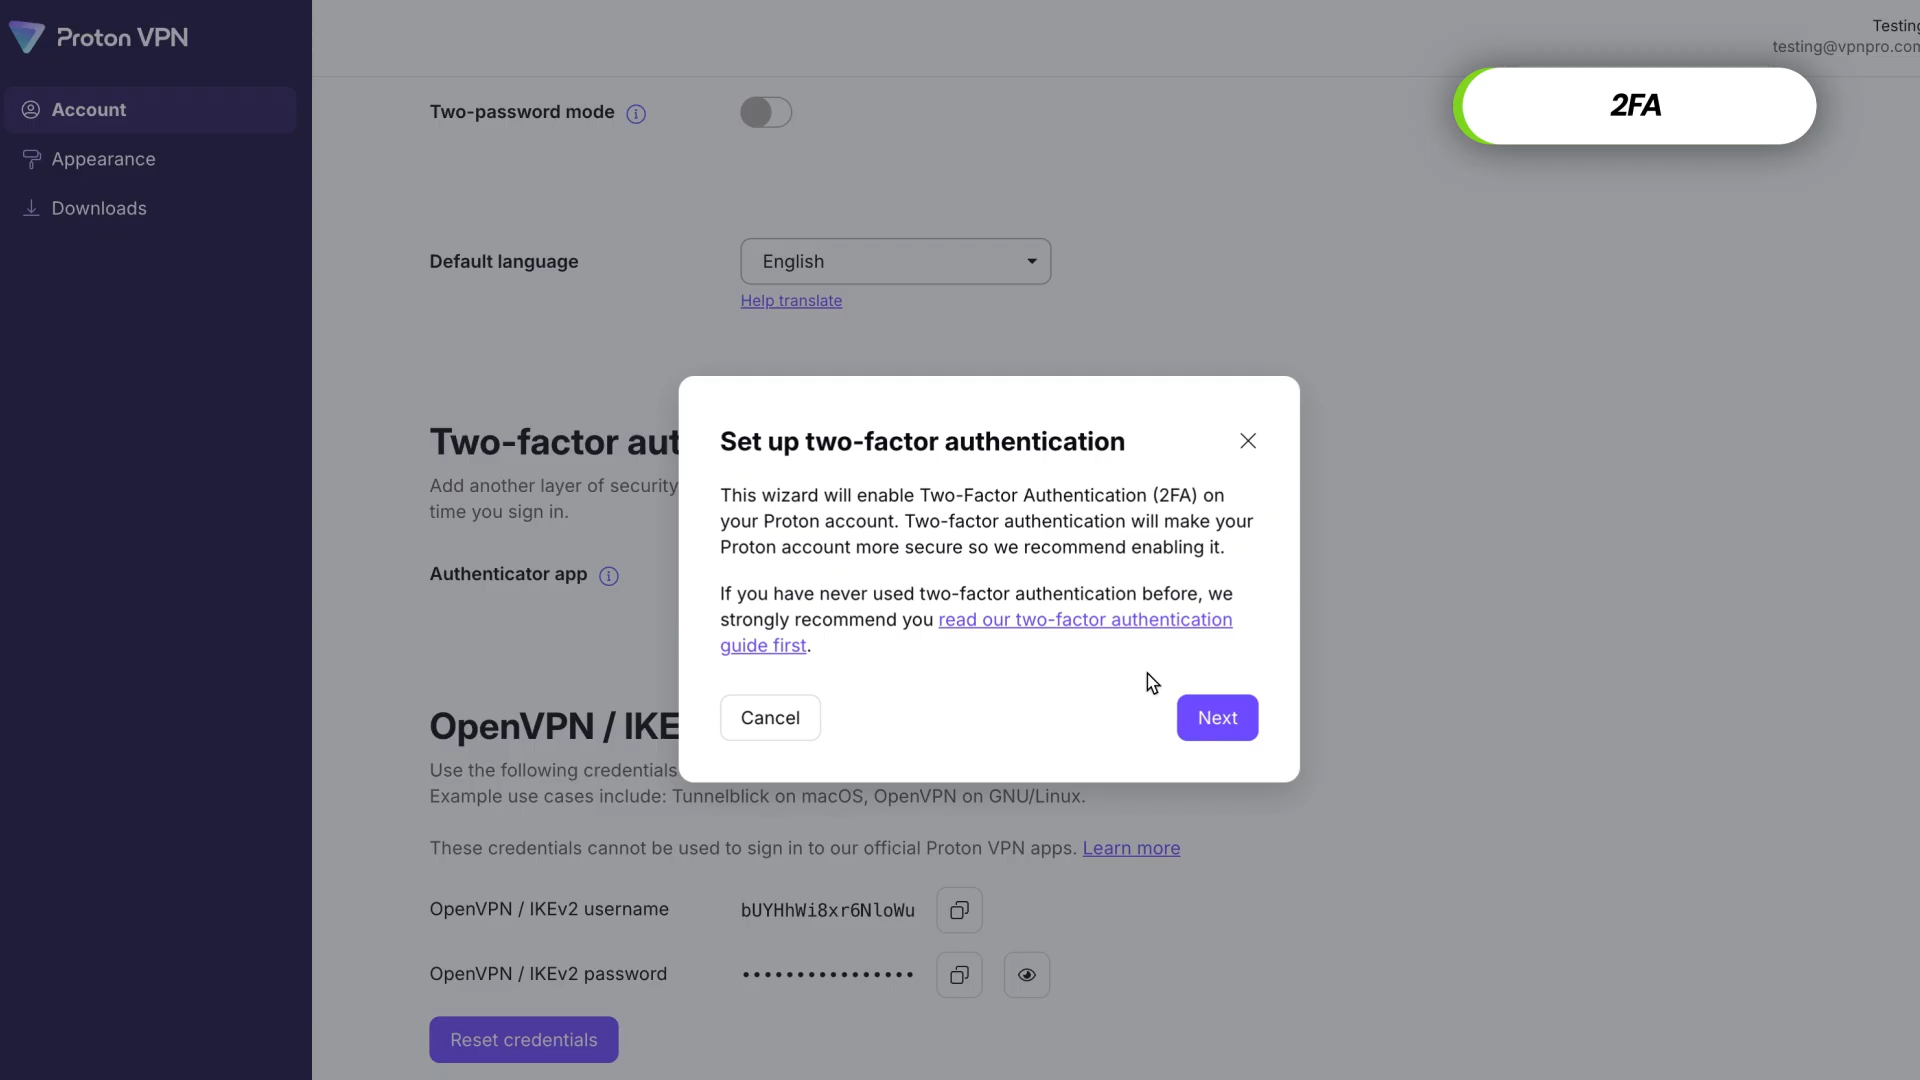 Proton VPN
Account
Appearance
Downloads
Testing
testing@vpnpro.com
2FA
Two-password mode
Default language
English
Help translate
Two-factor aut
Add another layer of security
time you sign in.
Authenticator app
Set up two-factor authentication
This wizard will enable Two-Factor Authentication (2FA) on
your Proton account. Two-factor authentication will make your
Proton account more secure so we recommend enabling it.
If you have never used two-factor authentication before, we
strongly recommend you read our two-factor authentication
guide first.
Cancel
Next
OpenVPN / IKE
Use the following credentials
Example use cases include: Tunnelblick on macOS, OpenVPN on GNU/Linux.
These credentials cannot be used to sign in to our official Proton VPN apps. Learn more
OpenVPN / IKEv2 username
bUYHhWi8xr6NloWu
OpenVPN / IKEv2 password
••••••••••••••••
Reset credentials